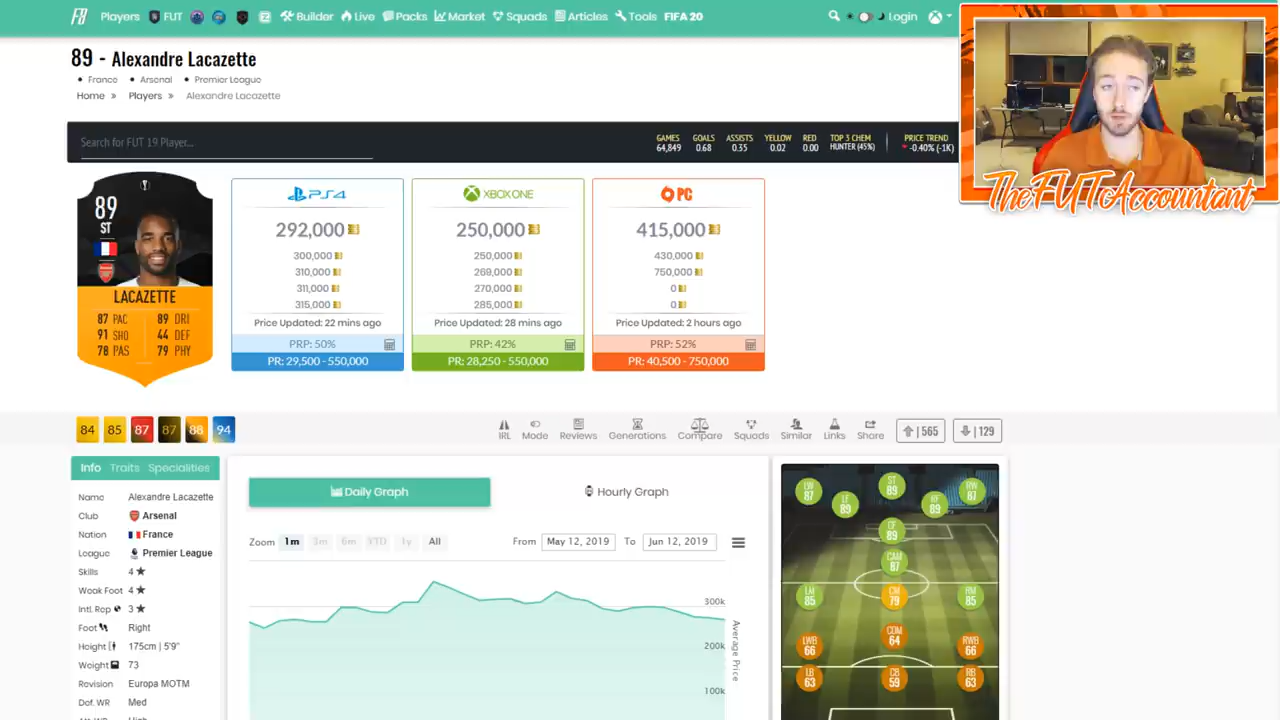 F8 Players FUT Builder Live Packs Market Squads Articles Tools FIFA 20 Login
89 - Alexandre Lacazette
France Arsenal Premier League
Home » Players » Alexandre Lacazette
Search for FUT 19 Player...
GAMES GOALS ASSISTS YELLOW RED TOP 3 CHEM PRICE TREND
64,849 0.68 0.35 0.02 0.00 HUNTER (45%) -0.40% (-1K)
TheFUTAccountant
89
ST
LACAZETTE
87 PAC 89 DRI
91 SHO 44 DEF
78 PAS 79 PHY
PS4
292,000
300,000
310,000
311,000
315,000
Price Updated: 22 mins ago
PRP: 50%
PR: 29,500 - 550,000
XBOX ONE
250,000
250,000
269,000
270,000
285,000
Price Updated: 28 mins ago
PRP: 42%
PR: 28,250 - 550,000
PC
415,000
430,000
750,000
0
0
Price Updated: 2 hours ago
PRP: 52%
PR: 40,500 - 750,000
84 85 87 87 88 94
IRL Mode Reviews Generations Compare Squads Similar Links Share
| 565 | 129
Info Traits Specialities
Name Alexandre Lacazette
Club Arsenal
Nation France
League Premier League
Skills 4
Weak Foot 4
Intl. Rep 3
Foot Right
Height 175cm | 5'9"
Weight 73
Revision Europa MOTM
Def. WR Med
Att. WR High
Daily Graph Hourly Graph
Zoom 1m 3m 6m YTD 1y All From May 12, 2019 To Jun 12, 2019
300k
200k
100k
Average Price
ST
89
LW
87
RW
87
LF
89
RF
89
CF
89
CAM
87
LM
85
CM
79
RM
85
CDM
64
LWB
66
RWB
66
LB
63
CB
59
RB
63